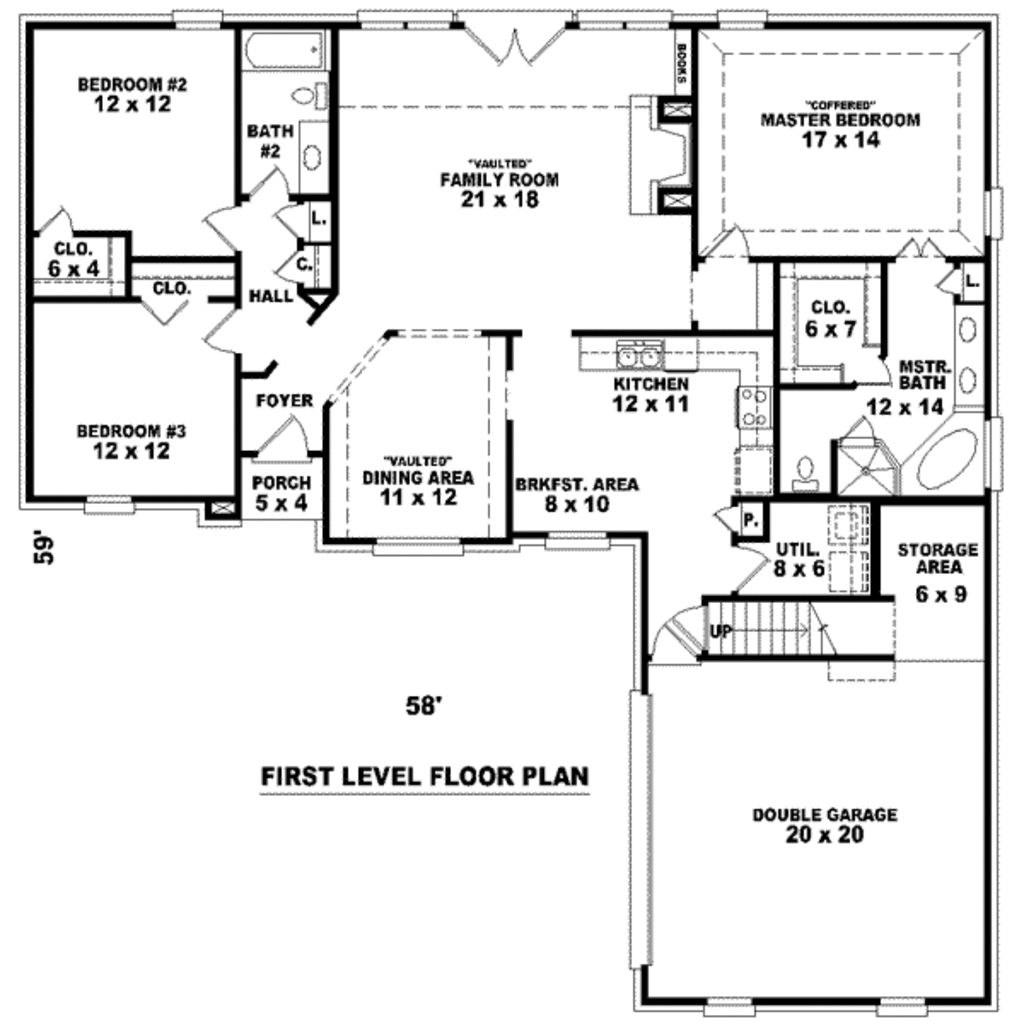 BEDROOM #2
12 x 12
BATH
#2
"VAULTED"
FAMILY ROOM
21 x 18
BOOKS
"COFFERED"
MASTER BEDROOM
17 x 14
L.
C.
CLO.
6 x 4
CLO.
HALL
CLO.
6 x 7
L.
MSTR.
BATH
12 x 14
KITCHEN
12 x 11
FOYER
BEDROOM #3
12 x 12
"VAULTED"
DINING AREA
11 x 12
PORCH
5 x 4
BRKFST. AREA
8 x 10
P.
UTIL.
8 x 6
STORAGE
AREA
6 x 9
59'
UP
58'
FIRST LEVEL FLOOR PLAN
DOUBLE GARAGE
20 x 20